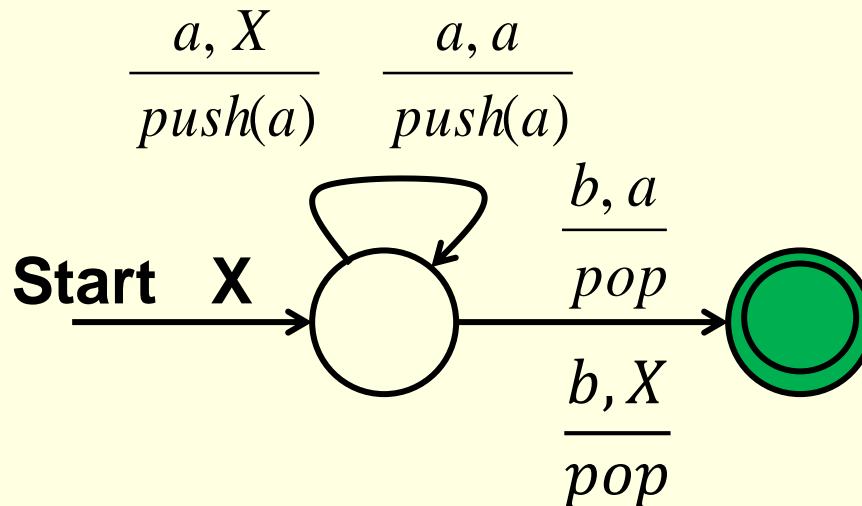 a, X
push(a)
a, a
push(a)
b, a
pop
Start X
b, X
pop